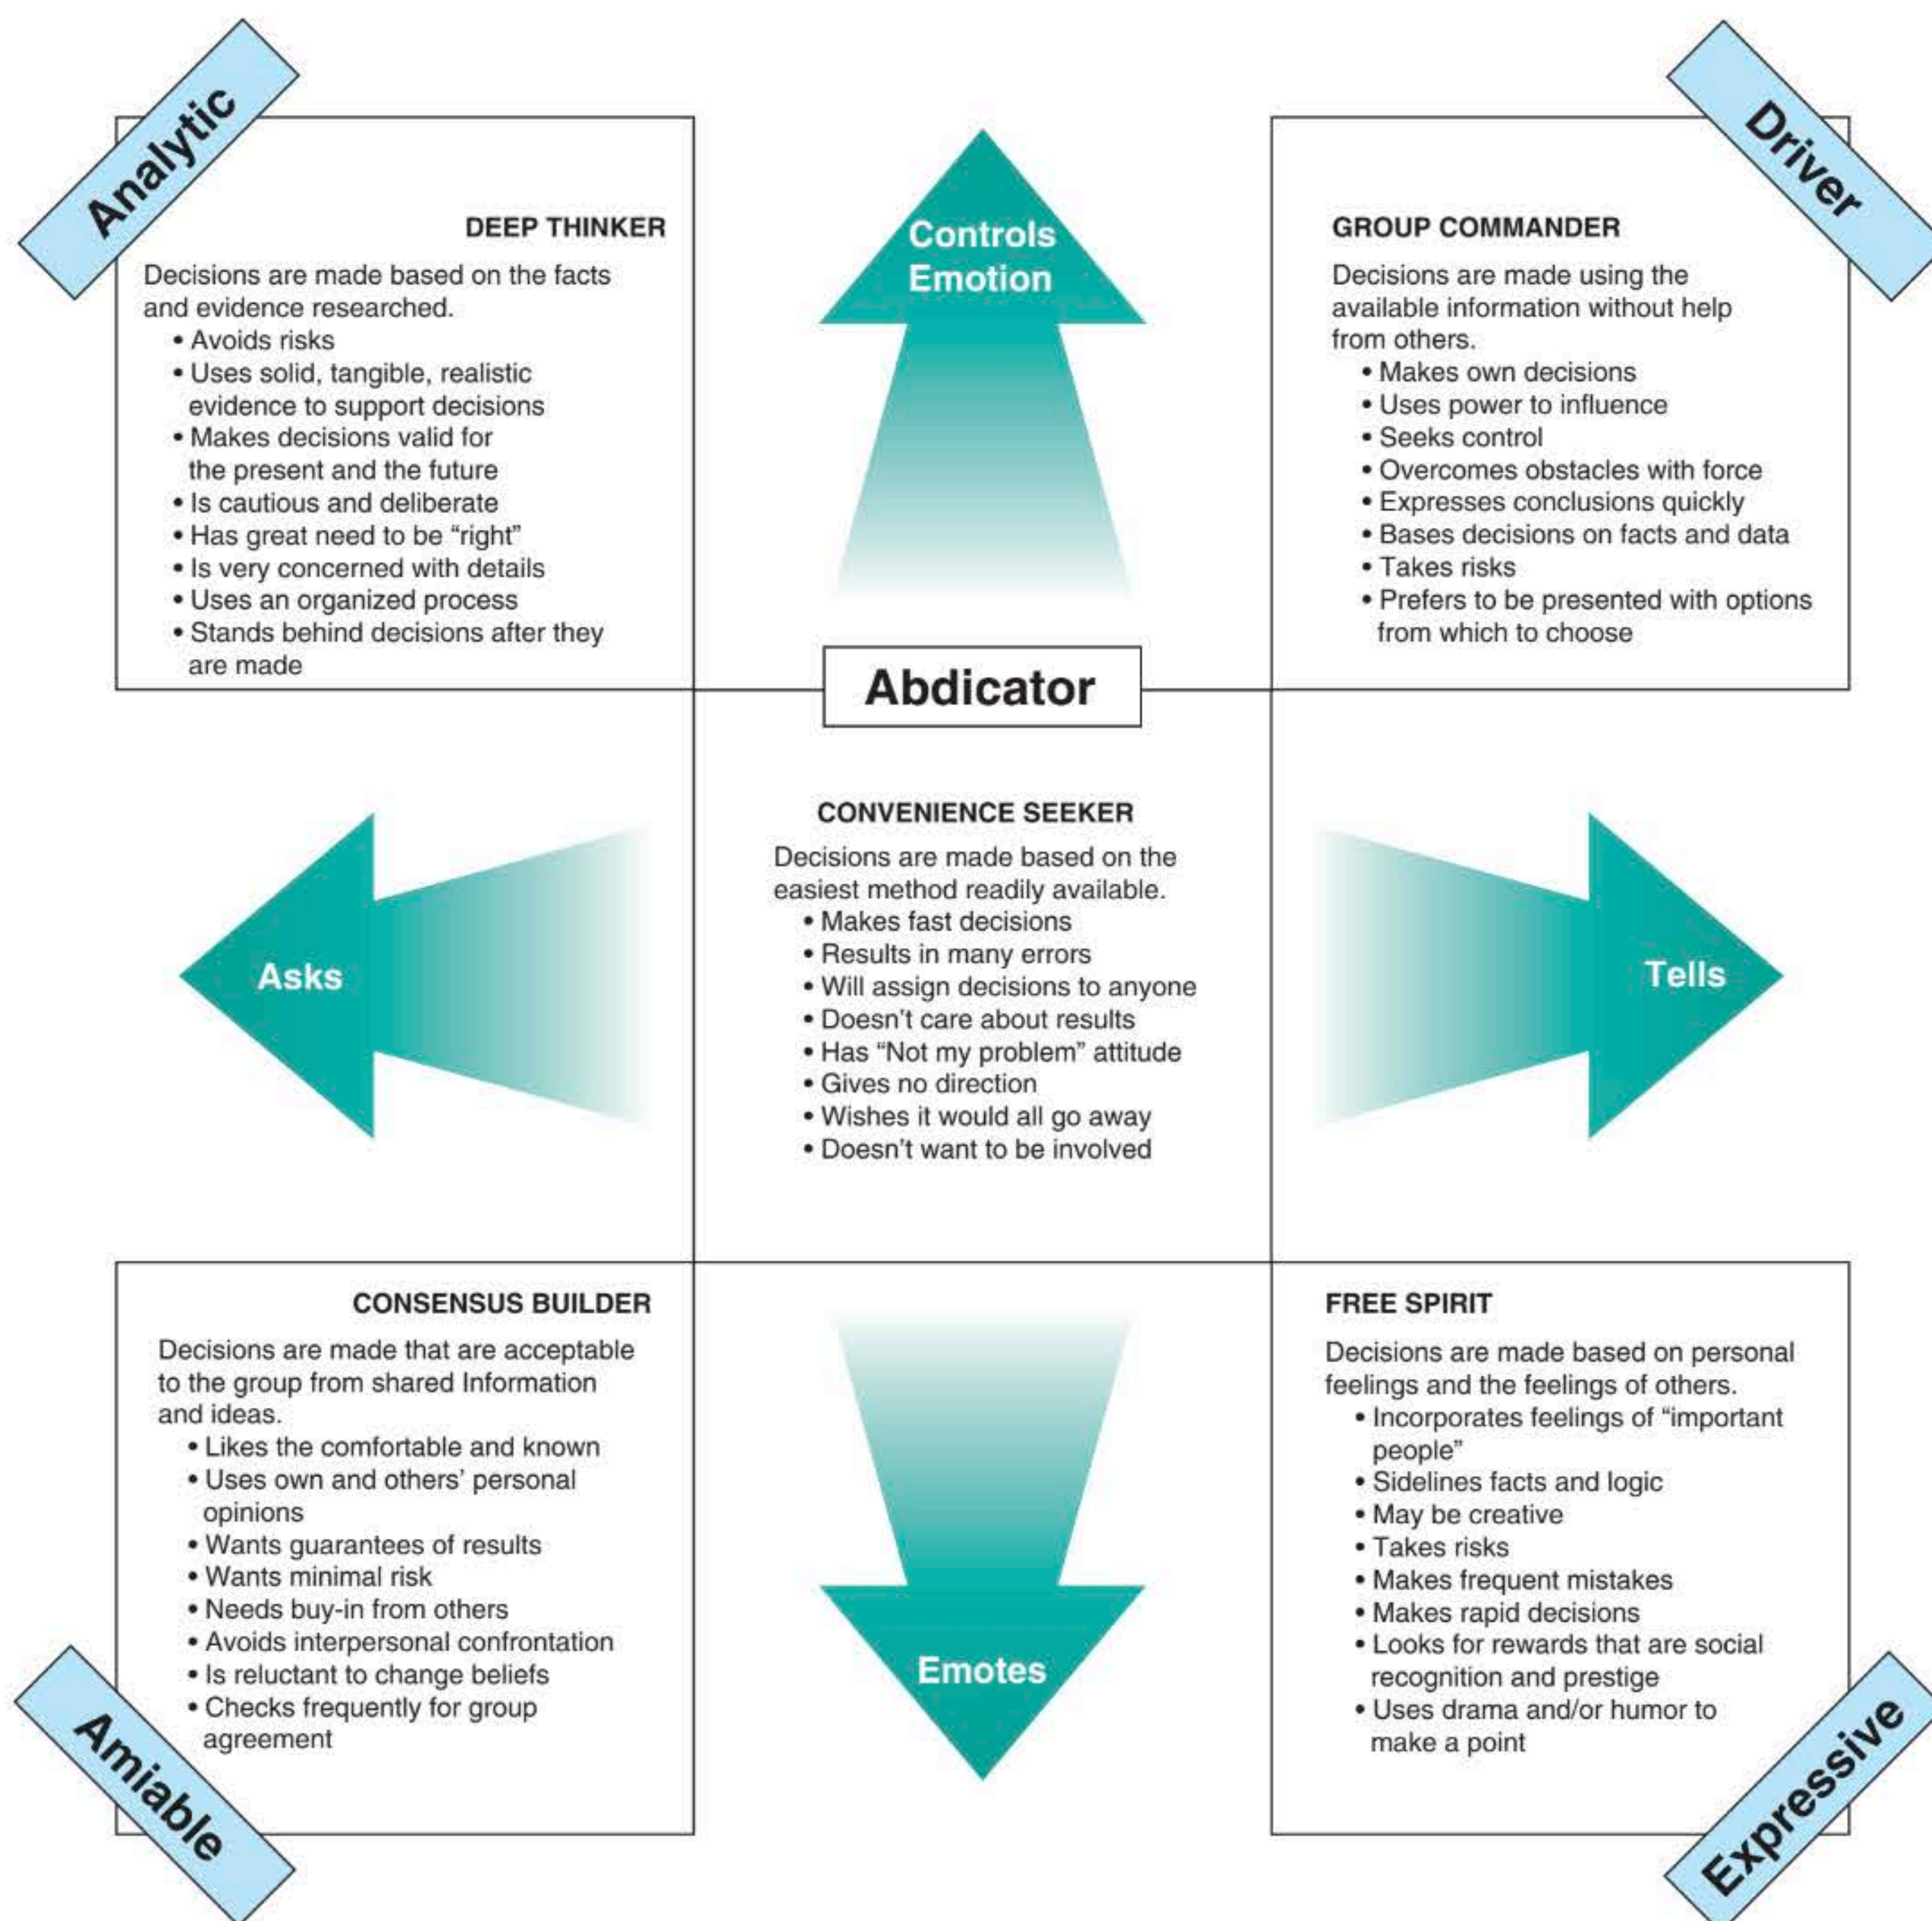 Analytic
DEEP THINKER
Decisions are made based on the facts
and evidence researched.
• Avoids risks
• Uses solid, tangible, realistic
evidence to support decisions
• Makes decisions valid for
the present and the future
• Is cautious and deliberate
• Has great need to be “right”
• Is very concerned with details
• Uses an organized process
• Stands behind decisions after they
are made
Controls
Emotion
Driver
GROUP COMMANDER
Decisions are made using the
available information without help
from others.
• Makes own decisions
• Uses power to influence
• Seeks control
• Overcomes obstacles with force
• Expresses conclusions quickly
• Bases decisions on facts and data
• Takes risks
• Prefers to be presented with options
from which to choose
Asks
Abdicator
CONVENIENCE SEEKER
Decisions are made based on the
easiest method readily available.
• Makes fast decisions
• Results in many errors
• Will assign decisions to anyone
• Doesn't care about results
• Has “Not my problem” attitude
• Gives no direction
• Wishes it would all go away
• Doesn't want to be involved
Tells
CONSENSUS BUILDER
Decisions are made that are acceptable
to the group from shared Information
and ideas.
• Likes the comfortable and known
• Uses own and others' personal
opinions
• Wants guarantees of results
• Wants minimal risk
• Needs buy-in from others
• Avoids interpersonal confrontation
• Is reluctant to change beliefs
• Checks frequently for group
agreement
Amiable
Emotes
FREE SPIRIT
Decisions are made based on personal
feelings and the feelings of others.
• Incorporates feelings of “important
people”
• Sidelines facts and logic
• May be creative
• Takes risks
• Makes frequent mistakes
• Makes rapid decisions
• Looks for rewards that are social
recognition and prestige
• Uses drama and/or humor to
make a point
Expressive